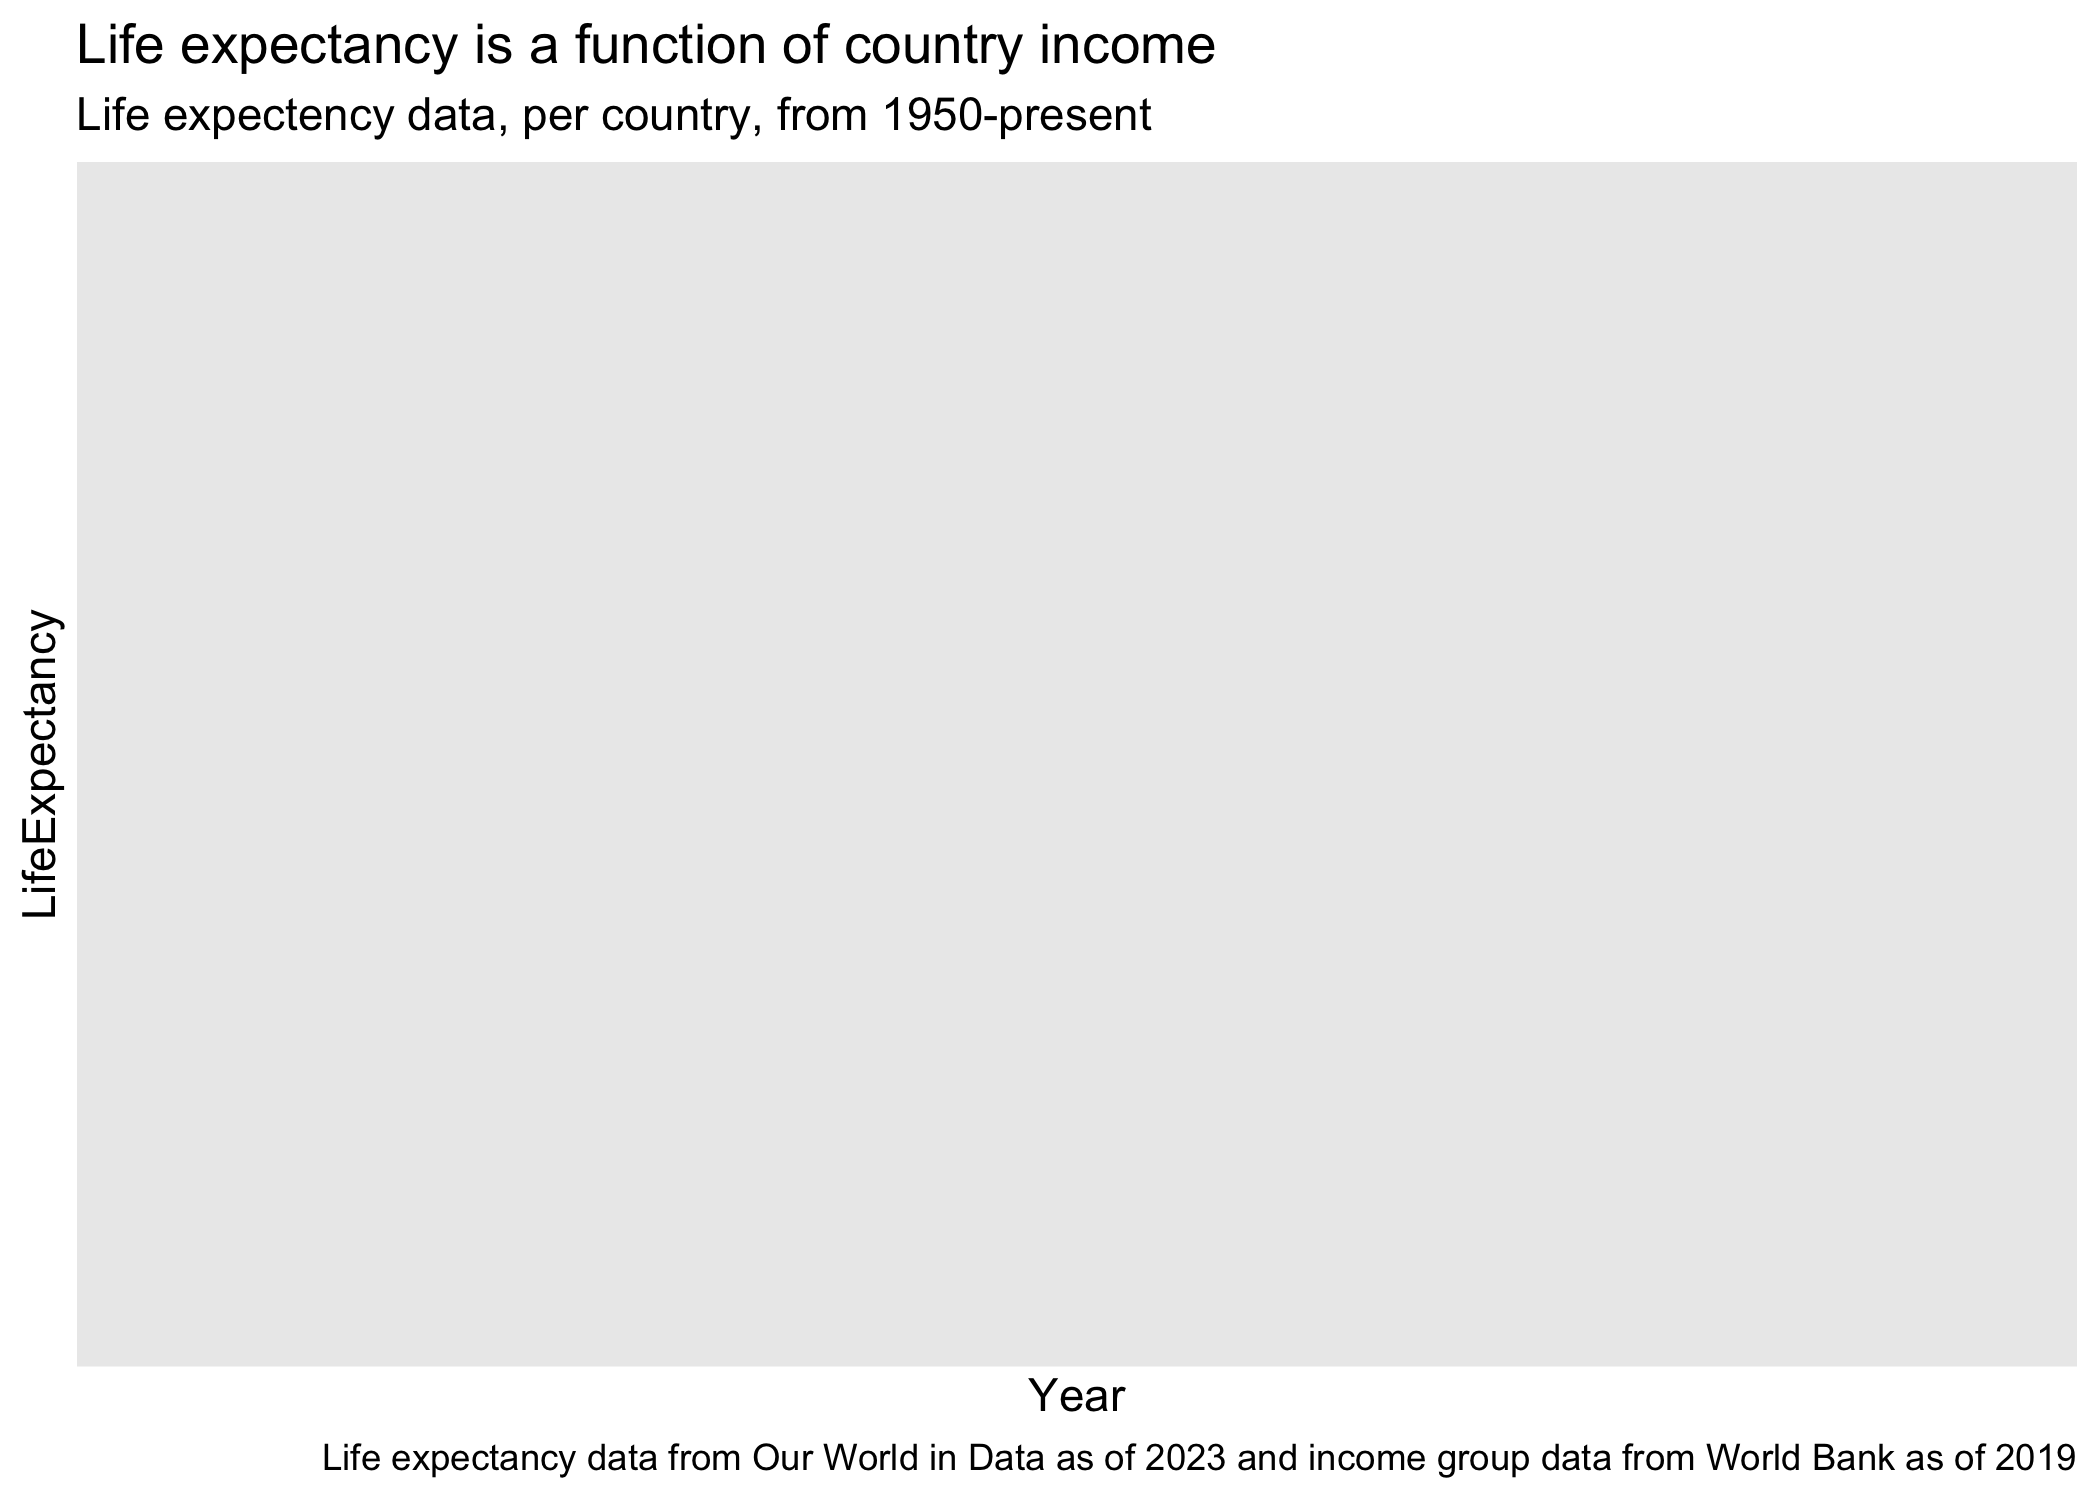 Life expectancy is a function of country income
Life expectency data, per country, from 1950-present
LifeExpectancy
Year
Life expectancy data from Our World in Data as of 2023 and income group data from World Bank as of 2019